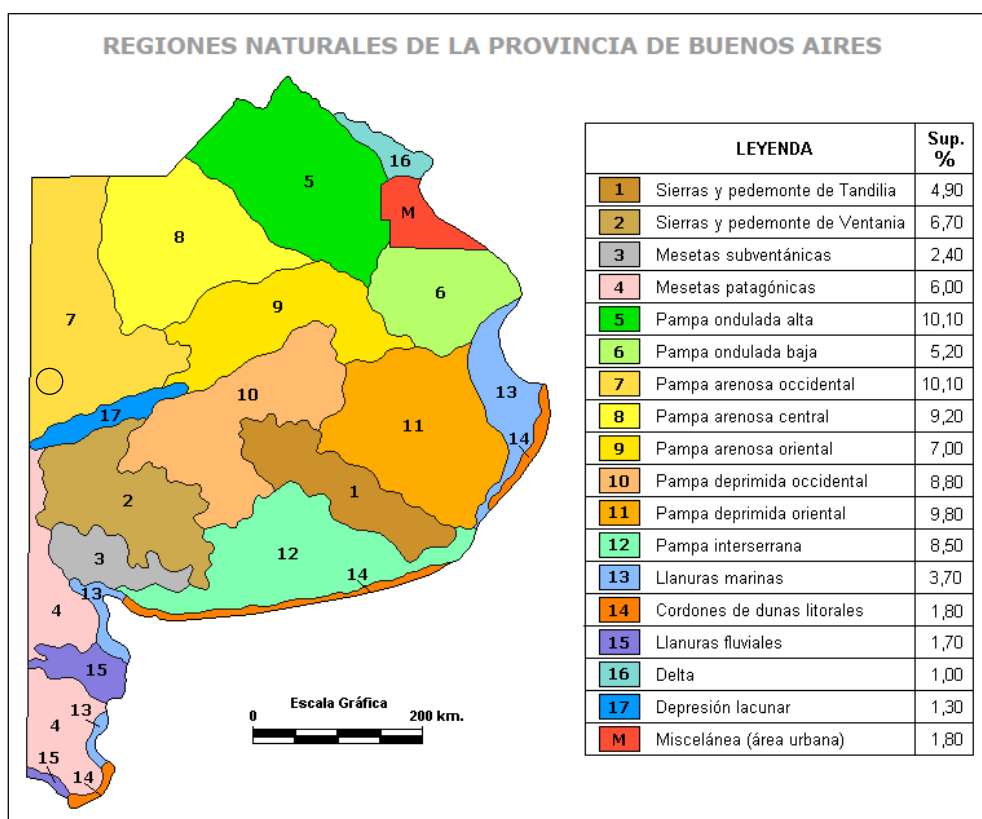 REGIONES NATURALES DE LA PROVINCIA DE BUENOS AIRES
16
5
M
8
6
9
7
13
10
17
11
14
1
2
12
3
14
13
4
15
13
4
15
14
Escala Gráfica
0 200 km.
LEYENDA Sup. %
1 Sierras y pedemonte de Tandilia 4,90
2 Sierras y pedemonte de Ventania 6,70
3 Mesetas subventánicas 2,40
4 Mesetas patagónicas 6,00
5 Pampa ondulada alta 10,10
6 Pampa ondulada baja 5,20
7 Pampa arenosa occidental 10,10
8 Pampa arenosa central 9,20
9 Pampa arenosa oriental 7,00
10 Pampa deprimida occidental 8,80
11 Pampa deprimida oriental 9,80
12 Pampa interserrana 8,50
13 Llanuras marinas 3,70
14 Cordones de dunas litorales 1,80
15 Llanuras fluviales 1,70
16 Delta 1,00
17 Depresión lacunar 1,30
M Miscelánea (área urbana) 1,80